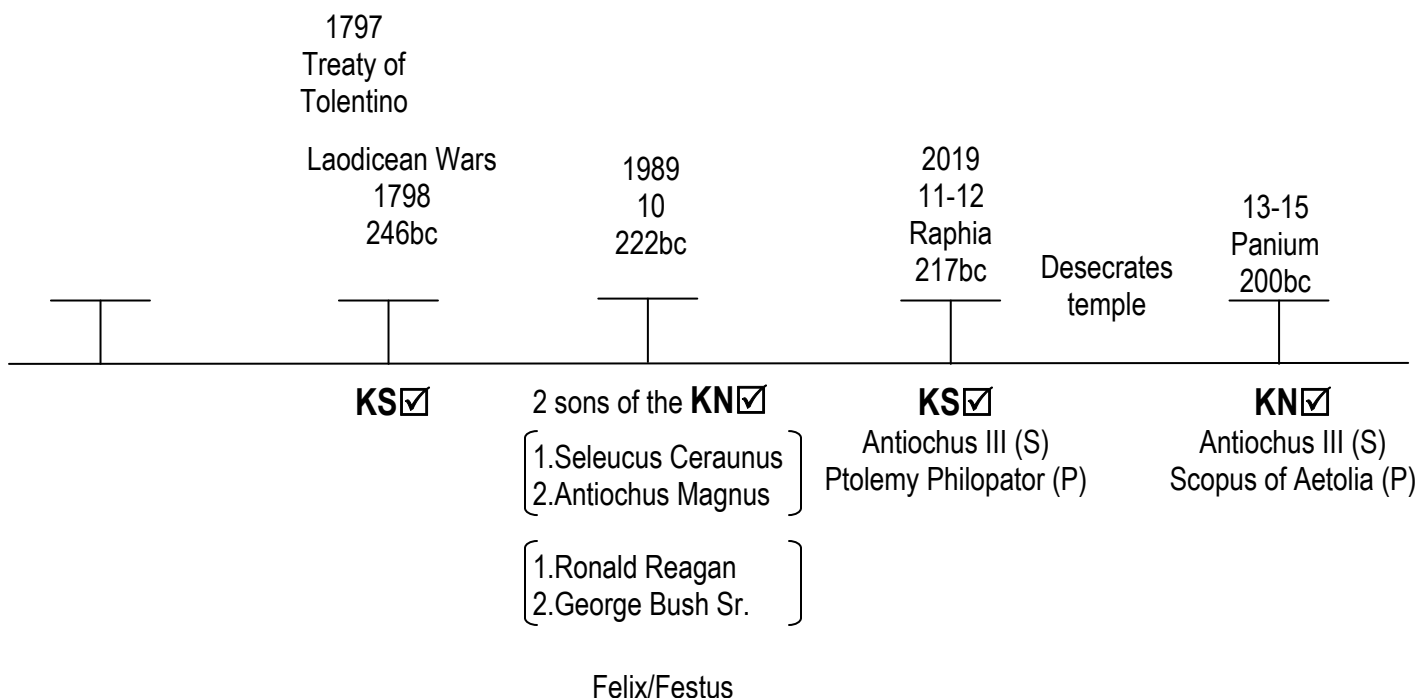 1797
Treaty of
Tolentino
Laodicean Wars
1798
246bc
1989
10
222bc
2019
11-12
Raphia
217bc
Desecrates
temple
13-15
Panium
200bc
KS☑
2 sons of the KN☑
1.Seleucus Ceraunus
2.Antiochus Magnus
1.Ronald Reagan
2.George Bush Sr.
Felix/Festus
KS☑
Antiochus III (S)
Ptolemy Philopator (P)
KN☑
Antiochus III (S)
Scopus of Aetolia (P)